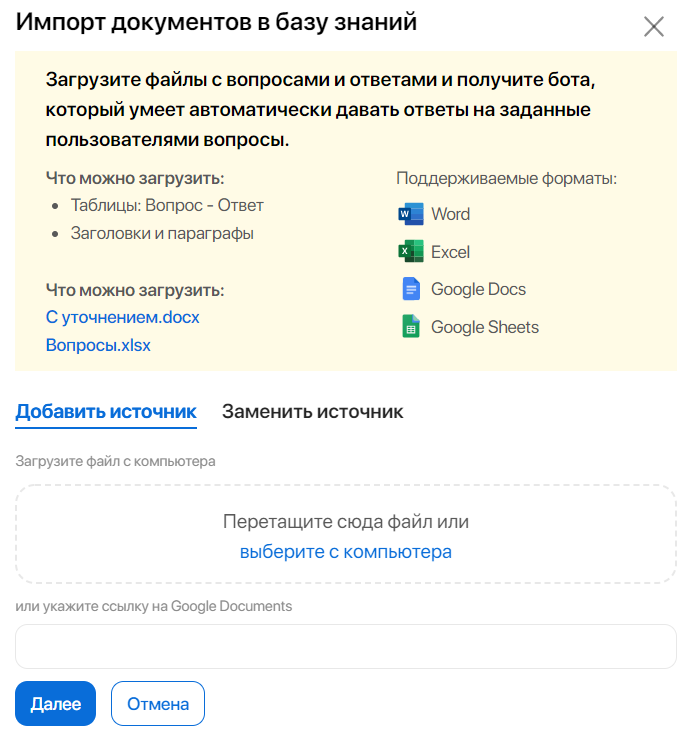 Импорт документов в базу знаний
Загрузите файлы с вопросами и ответами и получите бота,
который умеет автоматически давать ответы на заданные
пользователями вопросы.
Что можно загрузить:
Таблицы: Вопрос - Ответ
Заголовки и параграфы
Что можно загрузить:
С уточнением.docx
Вопросы.xlsx
Поддерживаемые форматы:
Word
Excel
Google Docs
Google Sheets
Добавить источник
Заменить источник
Загрузите файл с компьютера
Перетащите сюда файл или
выберите с компьютера
или укажите ссылку на Google Documents
Далее
Отмена